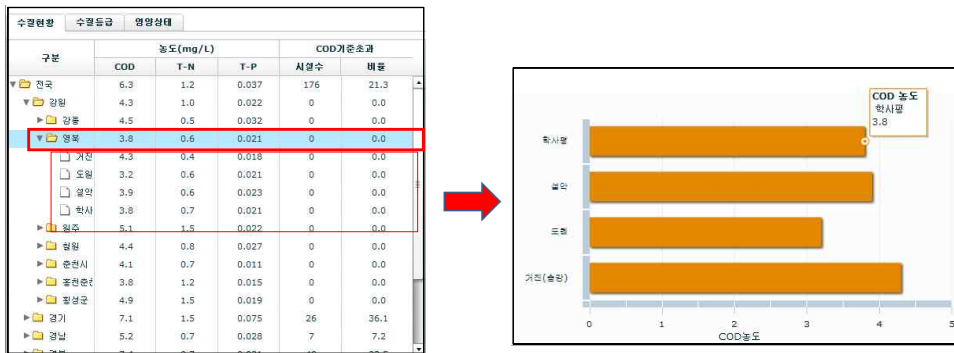 수질현황 수질등급 영양상태
구분 농도(mg/L) COD기준초과
COD T-N T-P 시설수 비율
전국 6.3 1.2 0.037 176 21.3
강원 4.3 1.0 0.022 0 0.0
강릉 4.5 0.5 0.032 0 0.0
영북 3.8 0.6 0.021 0 0.0
거진 4.3 0.4 0.018 0 0.0
도원 3.2 0.6 0.021 0 0.0
설악 3.9 0.6 0.023 0 0.0
학사 3.8 0.7 0.021 0 0.0
원주 5.1 1.5 0.022 0 0.0
철원 4.4 0.8 0.027 0 0.0
춘천시 4.1 0.7 0.011 0 0.0
홍천춘천 3.8 1.2 0.015 0 0.0
횡성군 4.9 1.5 0.019 0 0.0
경기 7.1 1.5 0.075 26 36.1
경남 5.2 0.7 0.028 7 7.2
COD 농도
학사평
3.8
학사평
설악
도원
거진(송강)
0 1 2 3 4 5
COD농도